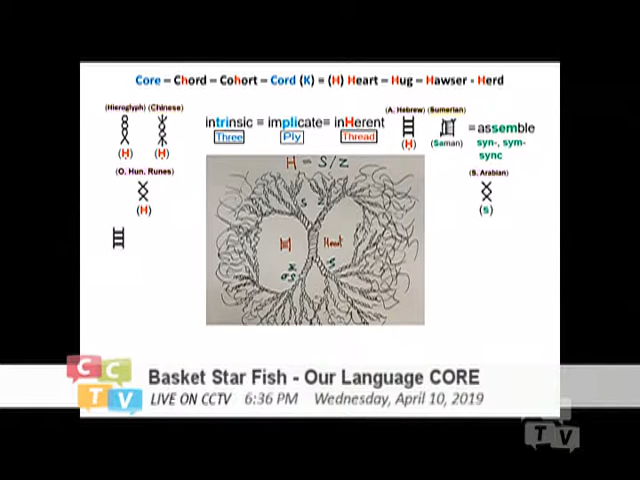 Core – Chord – Cohort – Cord (K) = (H) Heart – Hug – Hawser - Herd
(Hieroglyph) (Chinese)
(H) (H)
intrinsic = implicate= inHerent
Three Ply Thread
(A. Hebrew) (Sumerian)
(H) (Saman)
= assemble
syn-, sym-
sync
(O. Hun. Runes)
(H)
(S. Arabian)
(S)
H = S/Z
S Z
Heart
S
Basket Star Fish - Our Language CORE
LIVE ON CCTV 6:36 PM Wednesday, April 10, 2019
CCTV
TV